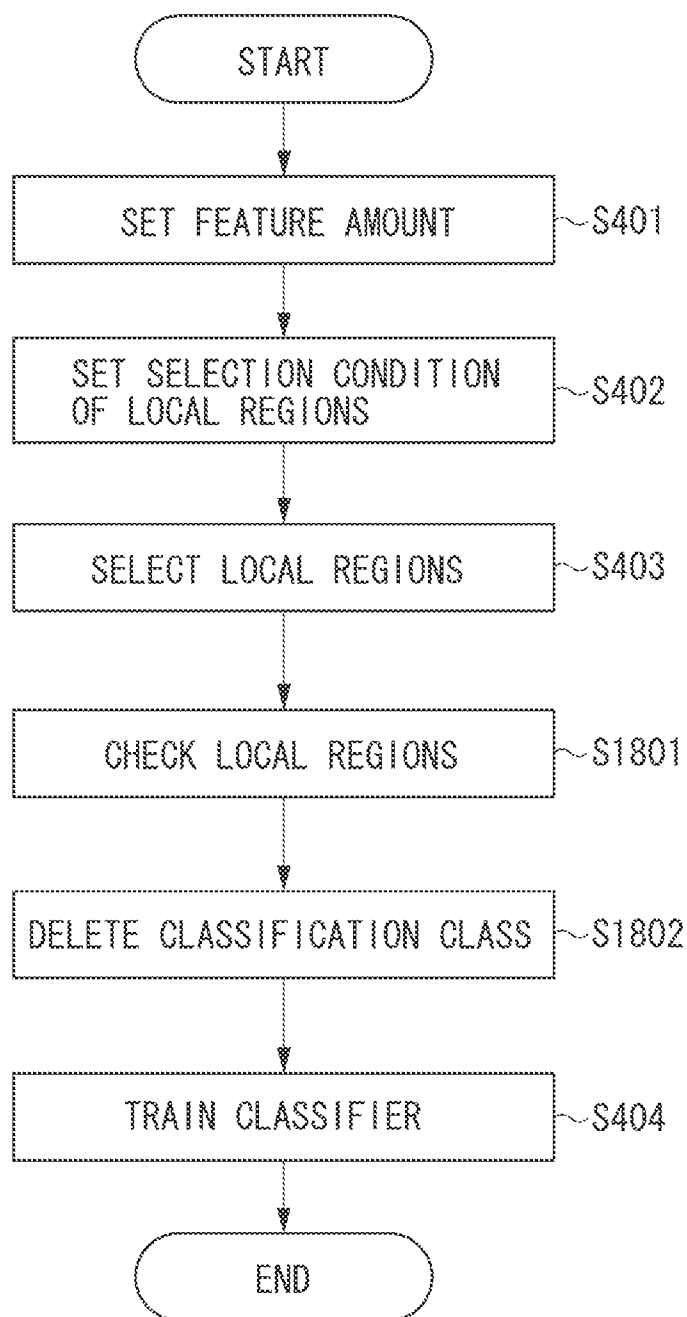 START
SET FEATURE AMOUNT
S401
SET SELECTION CONDITION
OF LOCAL REGIONS
S402
SELECT LOCAL REGIONS
S403
CHECK LOCAL REGIONS
S1801
DELETE CLASSIFICATION CLASS
S1802
TRAIN CLASSIFIER
S404
END